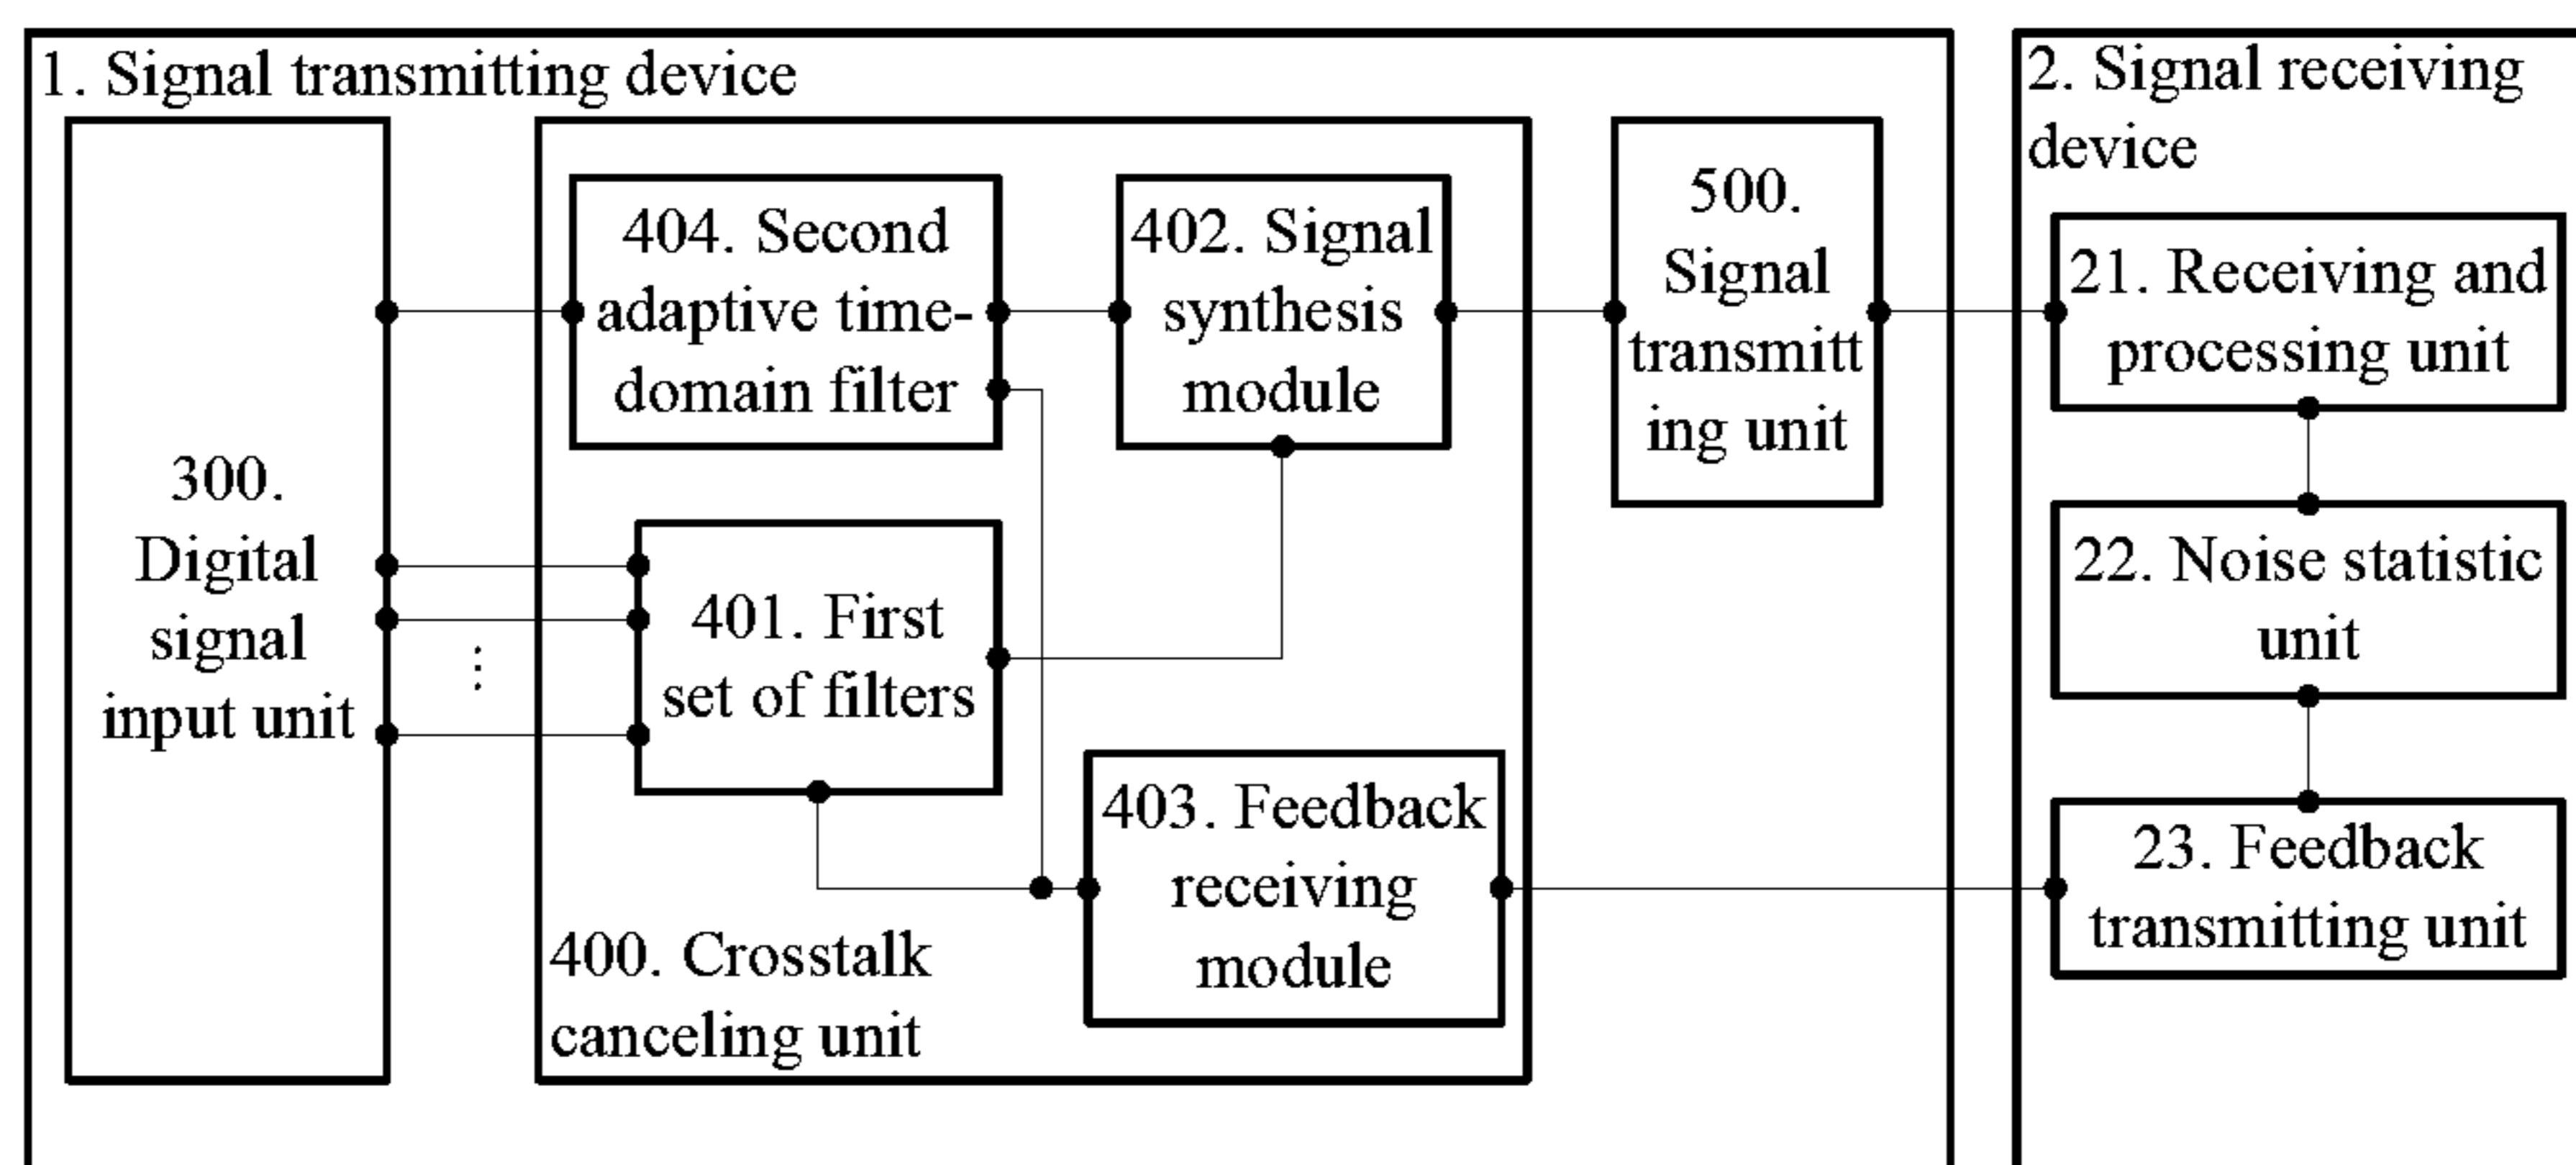 1. Signal transmitting device
300.
Digital
signal
input unit
404. Second
adaptive time-
domain filter
402. Signal
synthesis
module
401. First
set of filters
403. Feedback
receiving
module
400. Crosstalk
canceling unit
500.
Signal
transmitt
ing unit
2. Signal receiving
device
21. Receiving and
processing unit
22. Noise statistic
unit
23. Feedback
transmitting unit